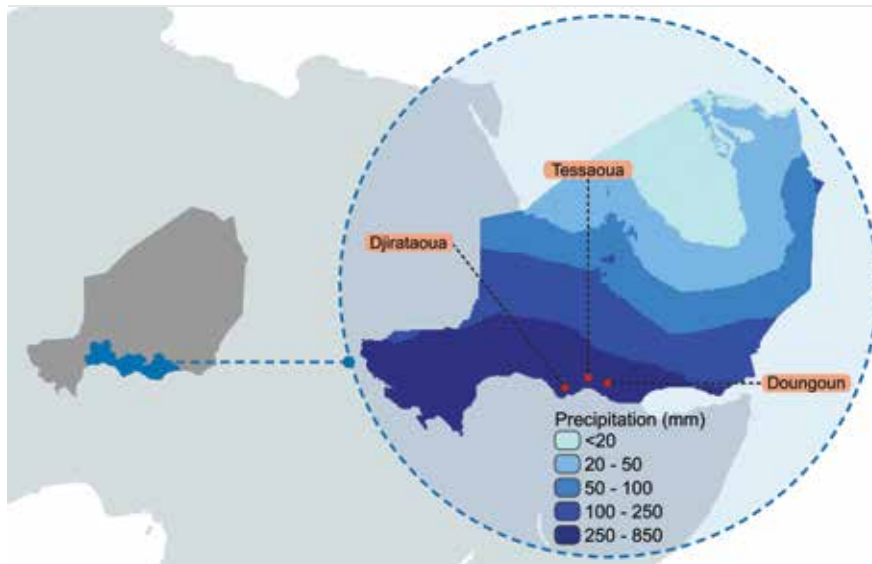 Tessaoua
Djirataoua
Doungoun
Precipitation (mm)
<20
20 - 50
50 - 100
100 - 250
250 - 850